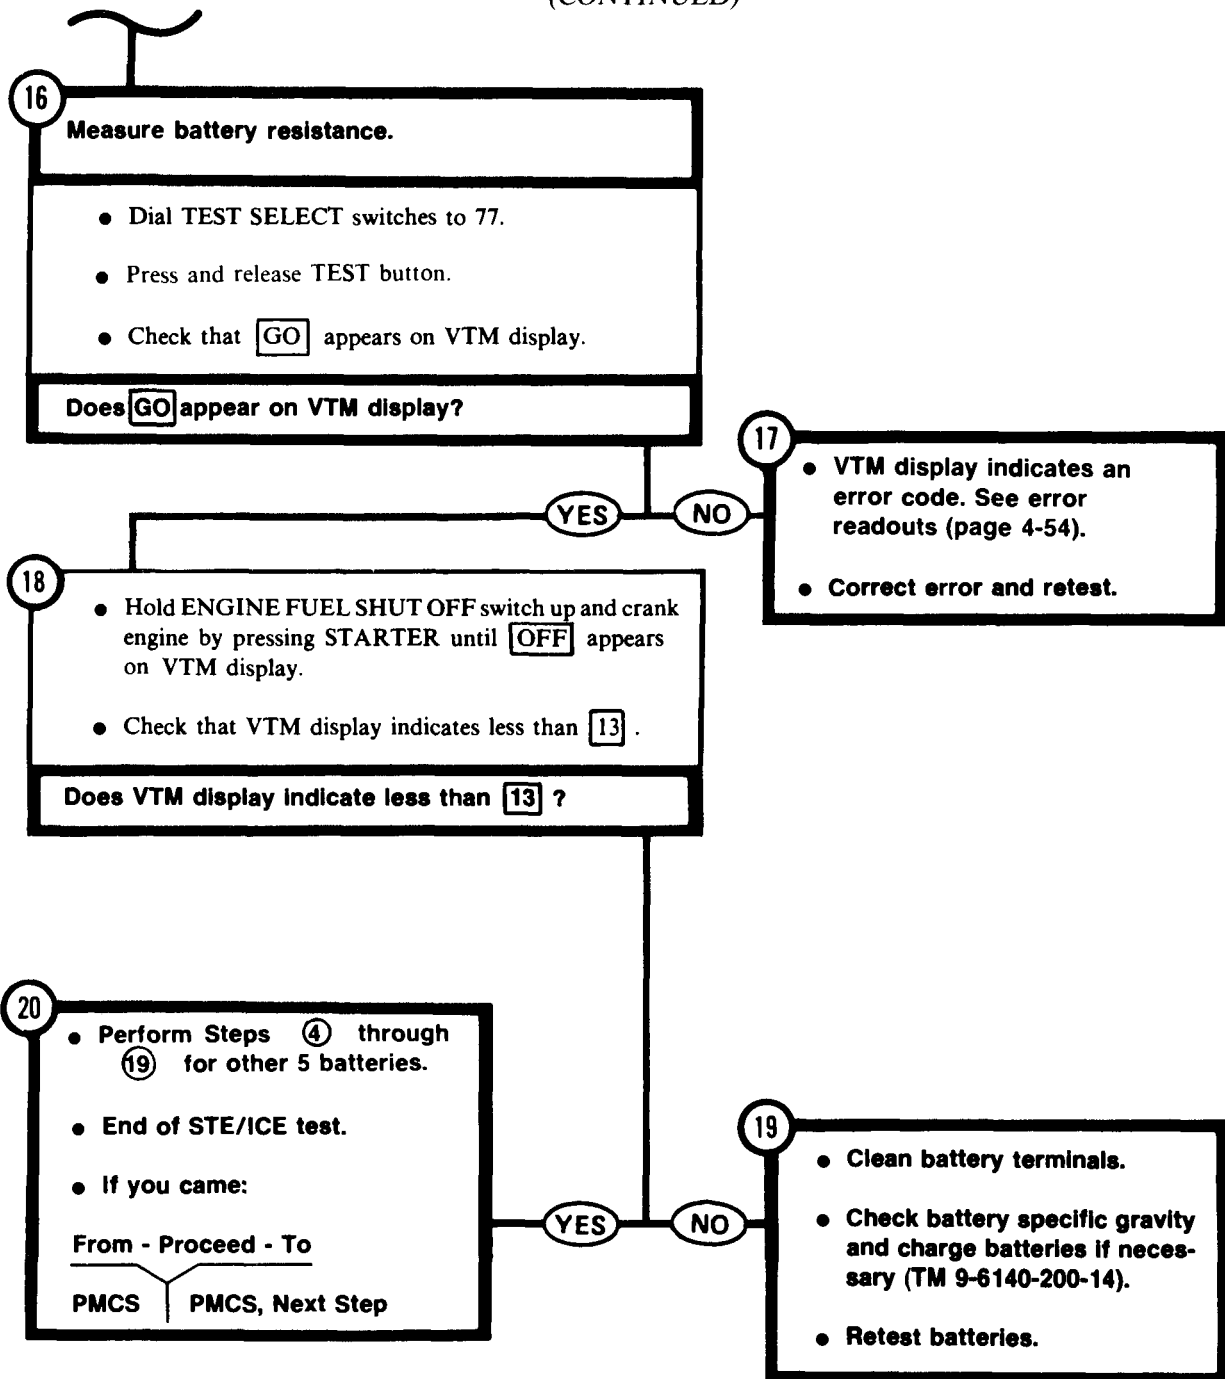 (CONTINUED)
16
Measure battery resistance.
● Dial TEST SELECT switches to 77.
● Press and release TEST button.
● Check that GO appears on VTM display.
Does GO appear on VTM display?
YES
NO
17
● VTM display indicates an
error code. See error
readouts (page 4-54).
● Correct error and retest.
18
● Hold ENGINE FUEL SHUT OFF switch up and crank
engine by pressing STARTER until OFF appears
on VTM display.
● Check that VTM display indicates less than 13 .
Does VTM display indicate less than 13 ?
YES
NO
19
● Clean battery terminals.
● Check battery specific gravity
and charge batteries if neces-
sary (TM 9-6140-200-14).
● Retest batteries.
20
● Perform Steps 4 through
19 for other 5 batteries.
● End of STE/ICE test.
● If you came:
From - Proceed - To
PMCS PMCS, Next Step